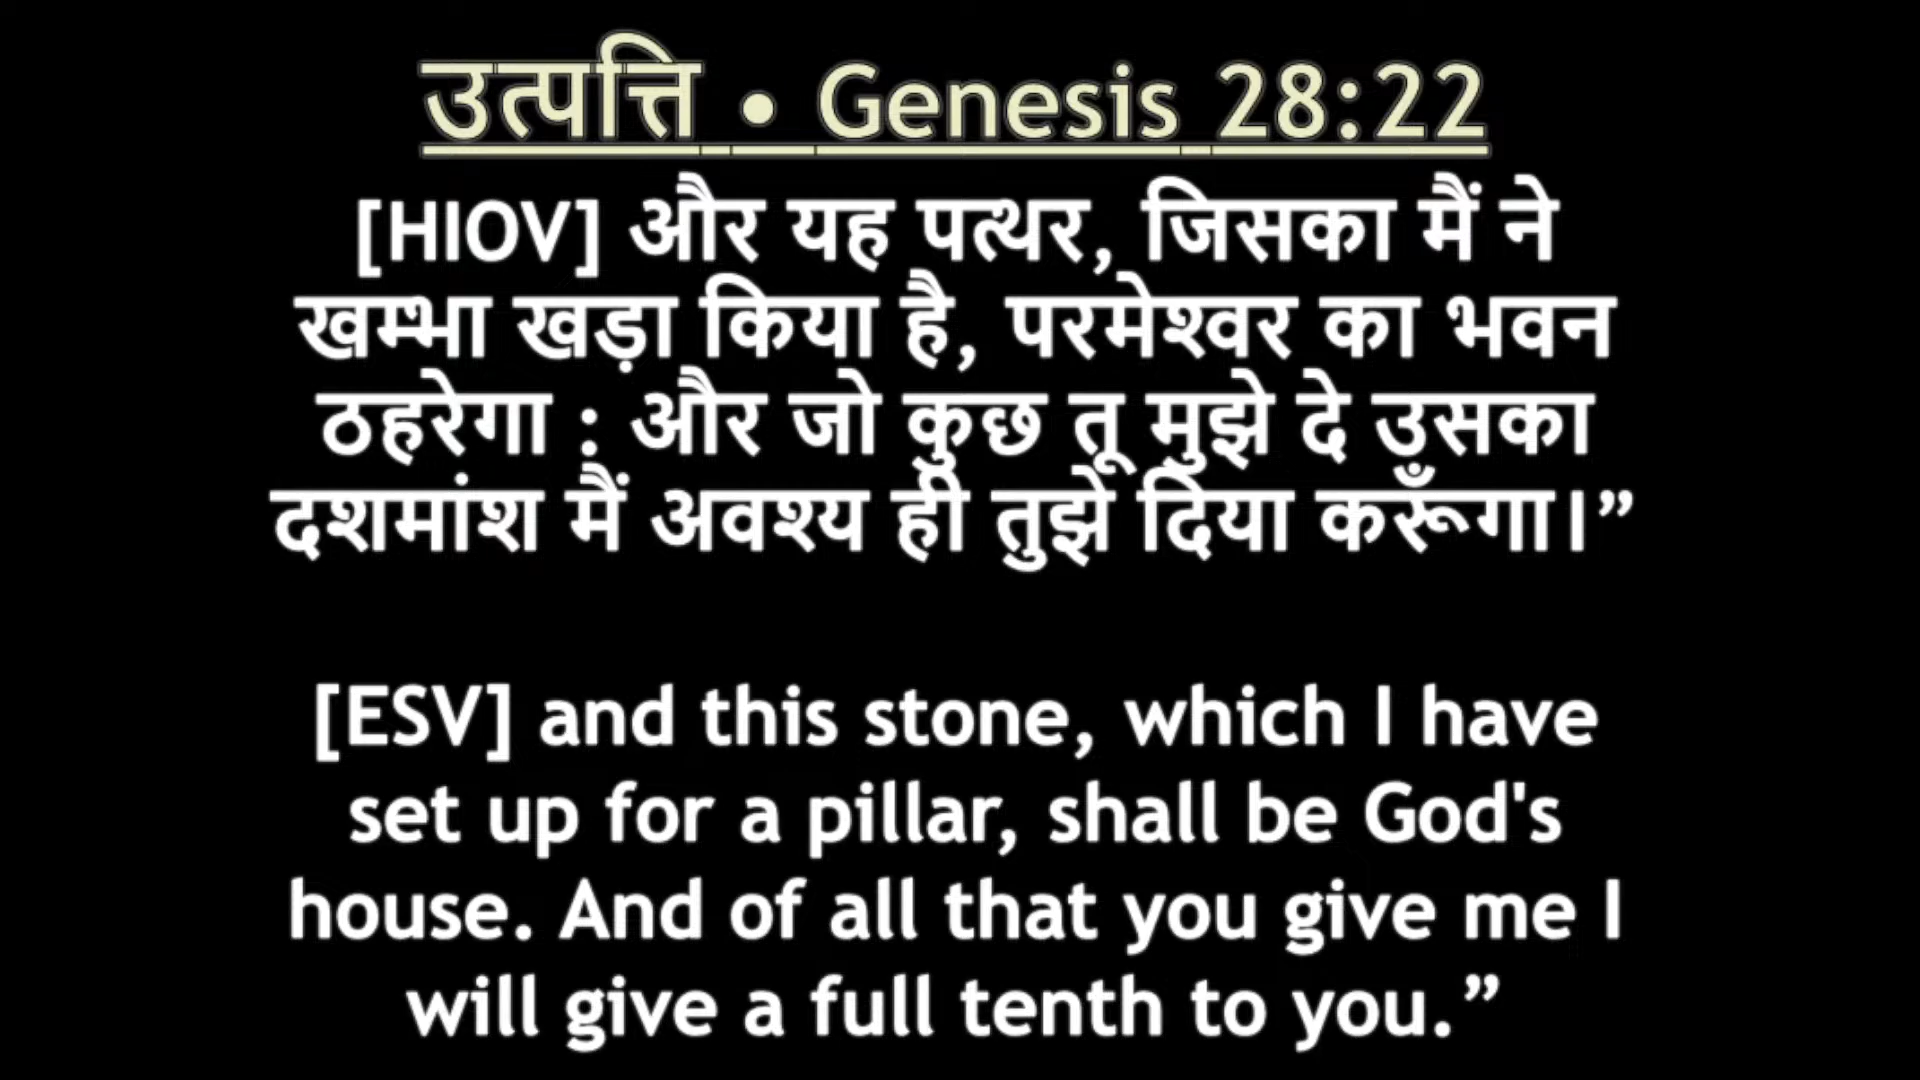 उत्पत्ति • Genesis 28:22
[HIOV] और यह पत्थर, जिसका मैं ने
खम्भा खड़ा किया है, परमेश्वर का भवन
ठहरेगा : और जो कुछ तू मुझे दे उसका
दशमांश मैं अवश्य ही तुझे दिया करूँगा।”
[ESV] and this stone, which I have
set up for a pillar, shall be God's
house. And of all that you give me I
will give a full tenth to you.”